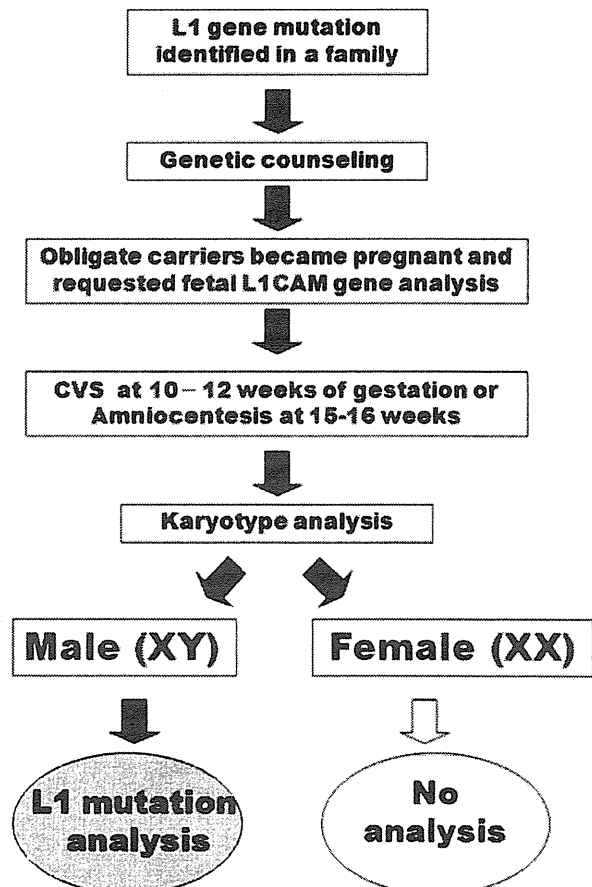 L1 gene mutation
identified in a family
Genetic counseling
Obligate carriers became pregnant and
requested fetal L1CAM gene analysis
CVS at 10 – 12 weeks of gestation or
Amniocentesis at 15-16 weeks
Karyotype analysis
Male (XY)
Female (XX)
L1 mutation
analysis
No
analysis